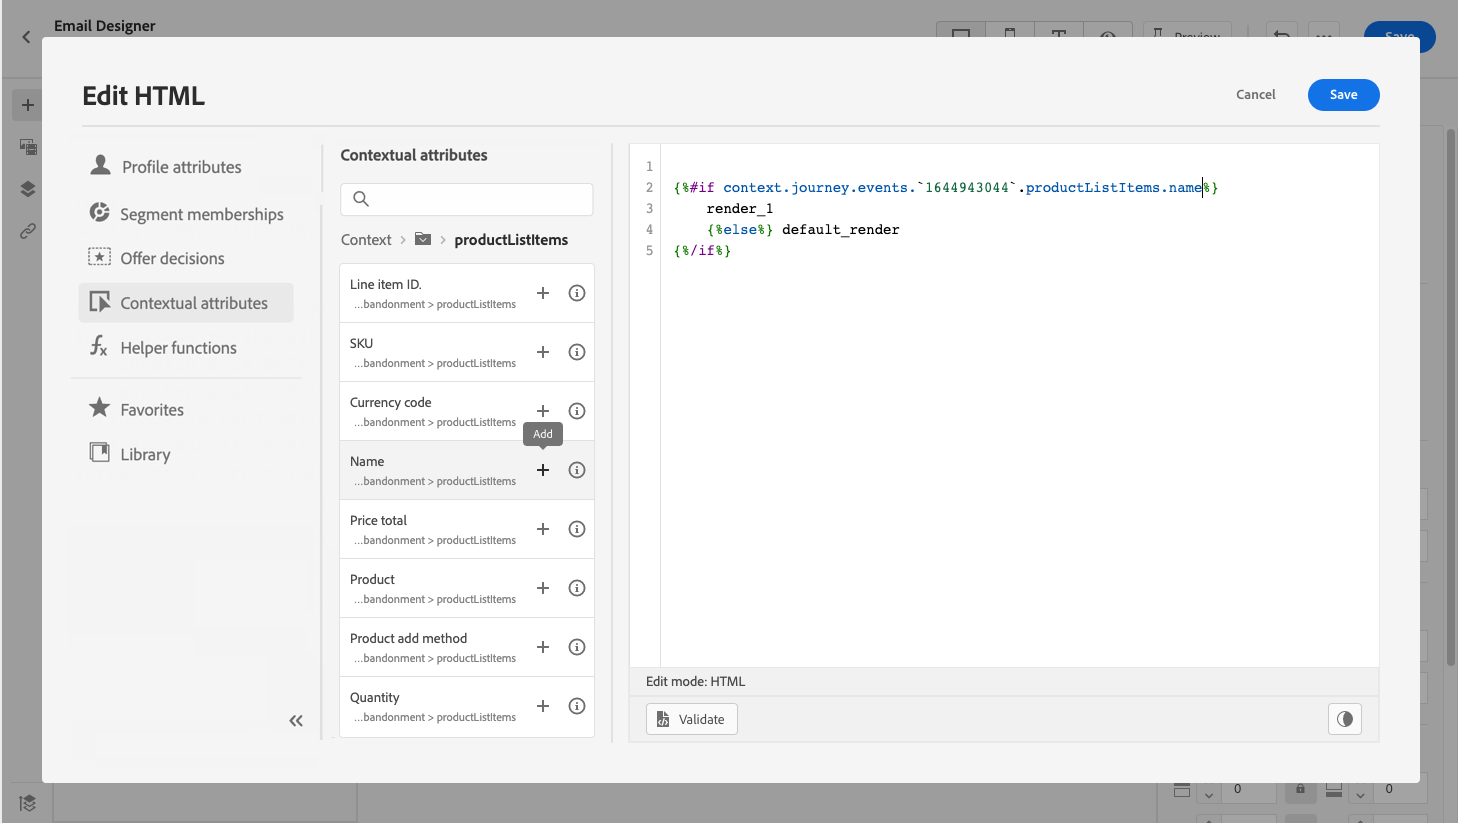 Email Designer
Preview
Save
Edit HTML
Cancel
Save
Profile attributes
Segment memberships
Offer decisions
Contextual attributes
Helper functions
Favorites
Library
Contextual attributes
Context > > productListItems
Line item ID.
...bandonment > productListItems
SKU
...bandonment > productListItems
Currency code
...bandonment > productListItems
Add
Name
...bandonment > productListItems
Price total
...bandonment > productListItems
Product
...bandonment > productListItems
Product add method
...bandonment > productListItems
Quantity
...bandonment > productListItems
1
2 {%#if context.journey.events.`1644943044`.productListItems.name%}
3 render_1
4 {%else%} default_render
5 {%/if%}
Edit mode: HTML
Validate
0
0